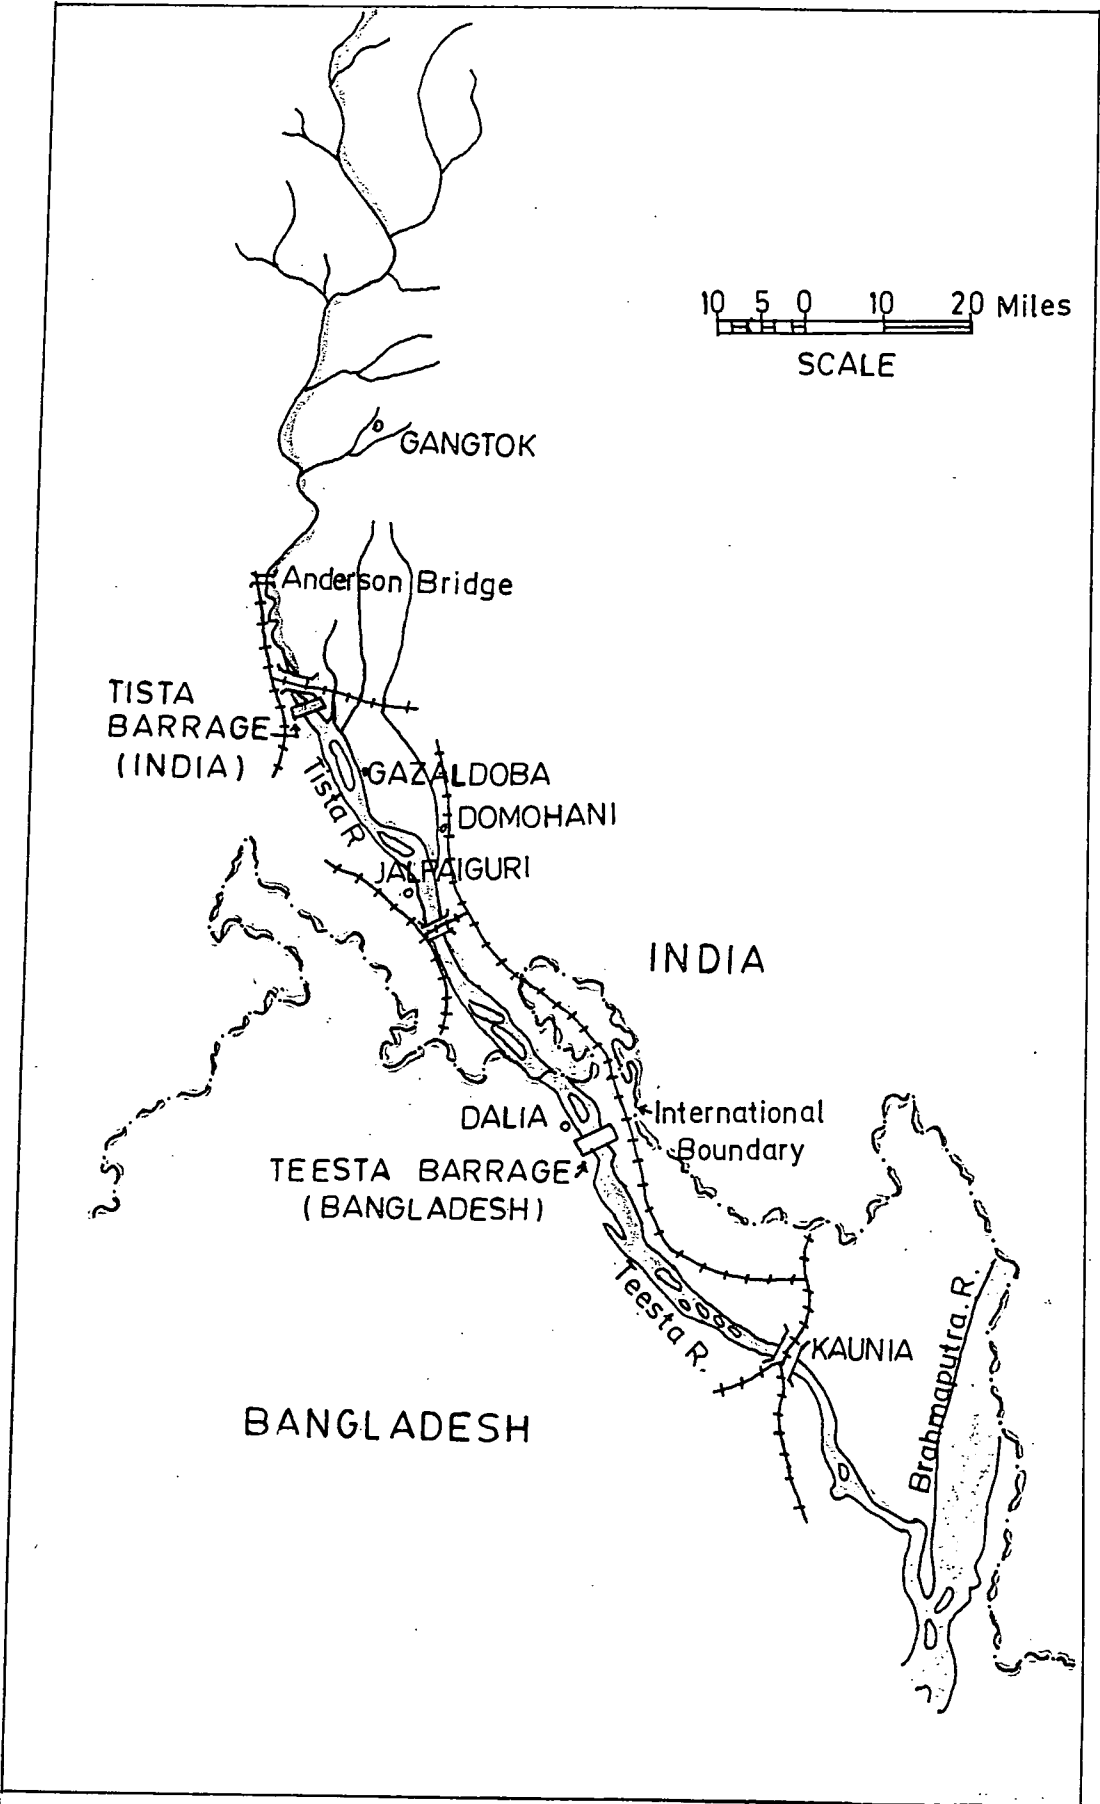 10 5 0 10 20 Miles
SCALE
GANGTOK
Anderson Bridge
TISTA
BARRAGE
(INDIA)
Tista R
GAZALDOBA
DOMOHANI
JALPAIGURI
INDIA
DALIA
International
Boundary
TEESTA BARRAGE
(BANGLADESH)
Teesta R.
KAUNIA
Brahmaputra. R.
BANGLADESH
N